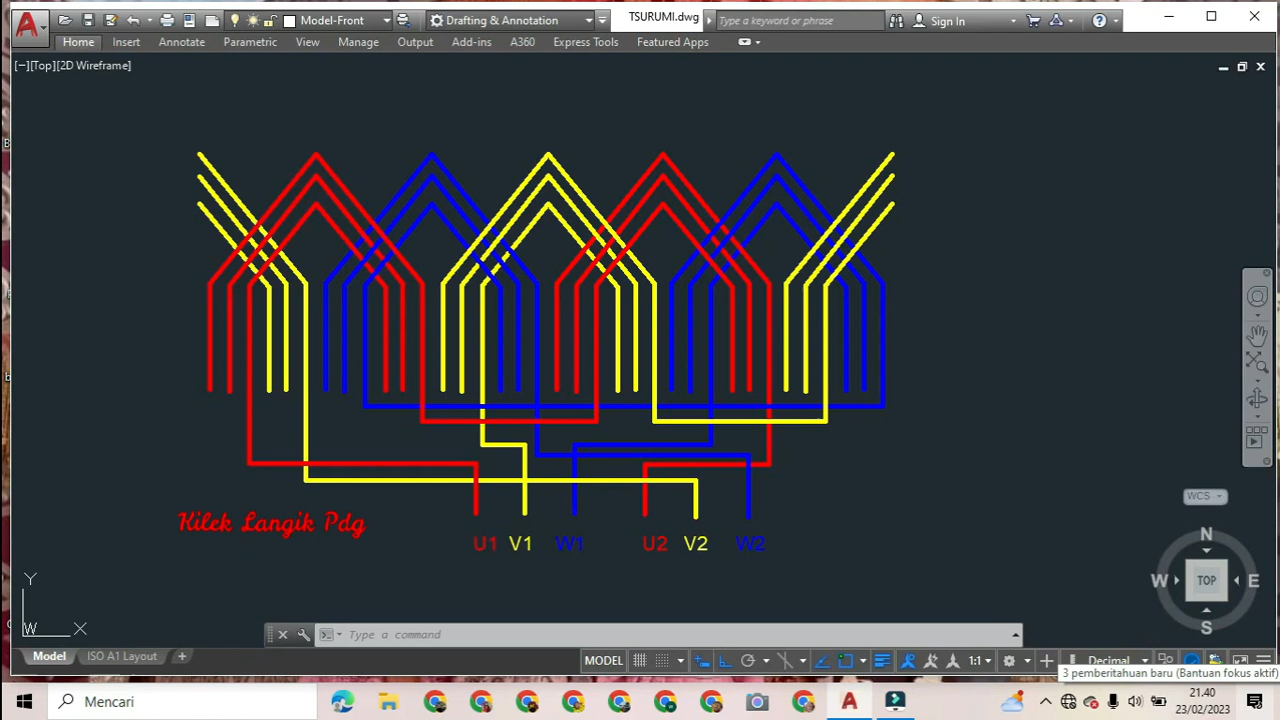 Model-Front
Drafting & Annotation
TSURUMI.dwg
Type a keyword or phrase
Sign In
Home Insert Annotate Parametric View Manage Output Add-ins A360 Express Tools Featured Apps
[−][Top][2D Wireframe]
WCS
N
W TOP E
S
Kilek Langik Pdg
U1 V1 W1 U2 V2 W2
Y
W X
Type a command
Model ISO A1 Layout +
MODEL 1:1 Decimal
3 pemberitahuan baru (Bantuan fokus aktif)
Mencari
21.40
23/02/2023